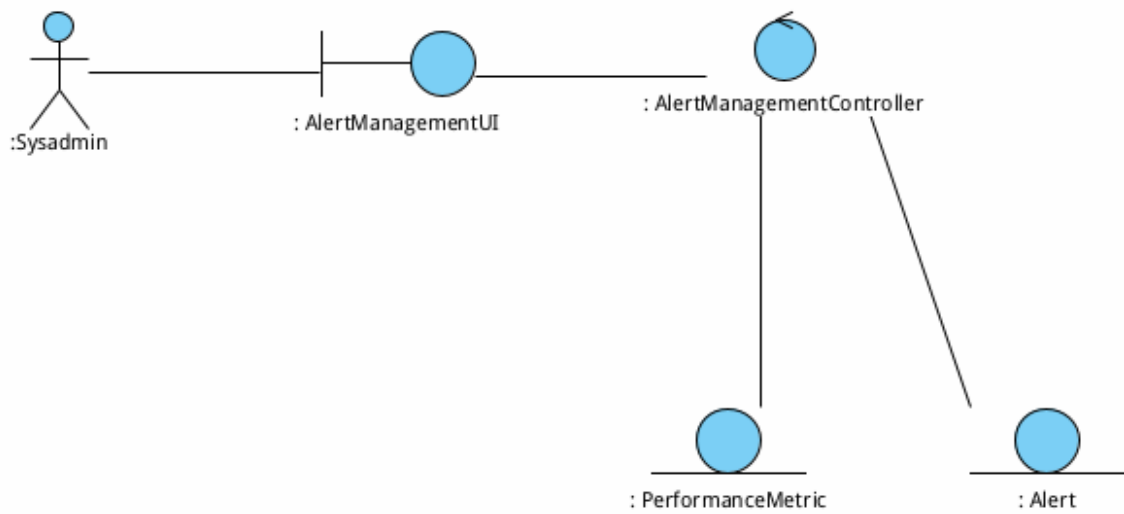 :Sysadmin
: AlertManagementUI
: AlertManagementController
: PerformanceMetric
: Alert